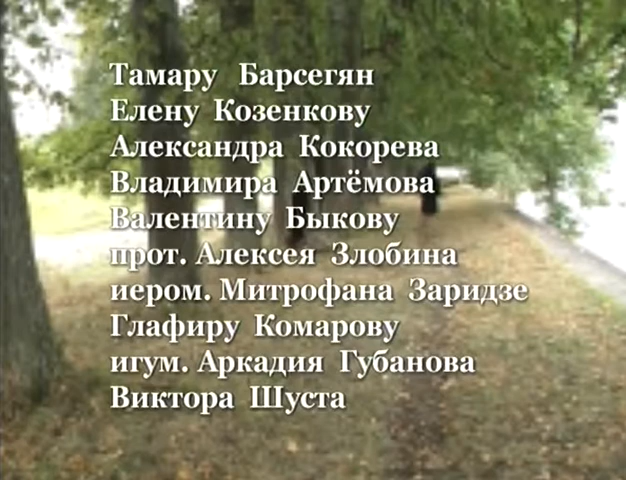 Тамару Барсегян
Елену Козенкову
Александра Кокорева
Владимира Артёмова
Валентину Быкову
прот. Алексея Злобина
иером. Митрофана Заридзе
Глафиру Комарову
игум. Аркадия Губанова
Виктора Шуста